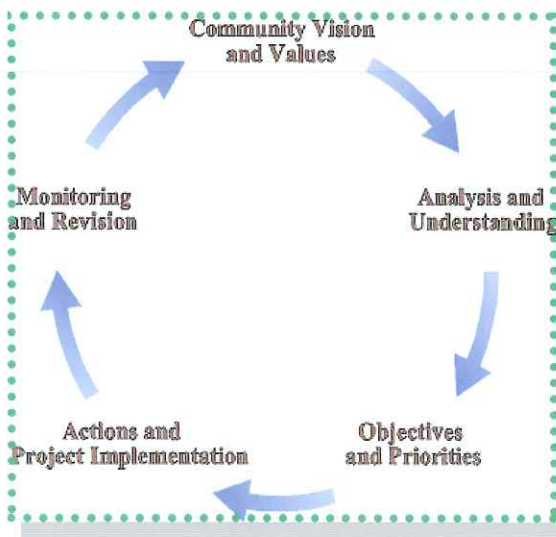 Community Vision
and Values
Analysis and
Understanding
Objectives
and Priorities
Actions and
Project Implementation
Monitoring
and Revision